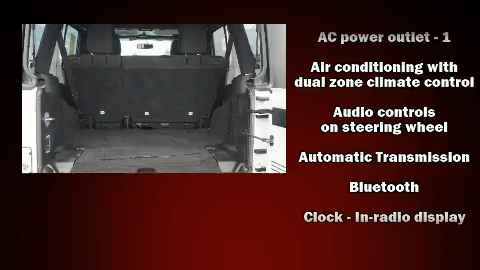 AC power outlet - 1
Air conditioning with
dual zone climate control
Audio controls
on steering wheel
Automatic Transmission
Bluetooth
Clock - In-radio display